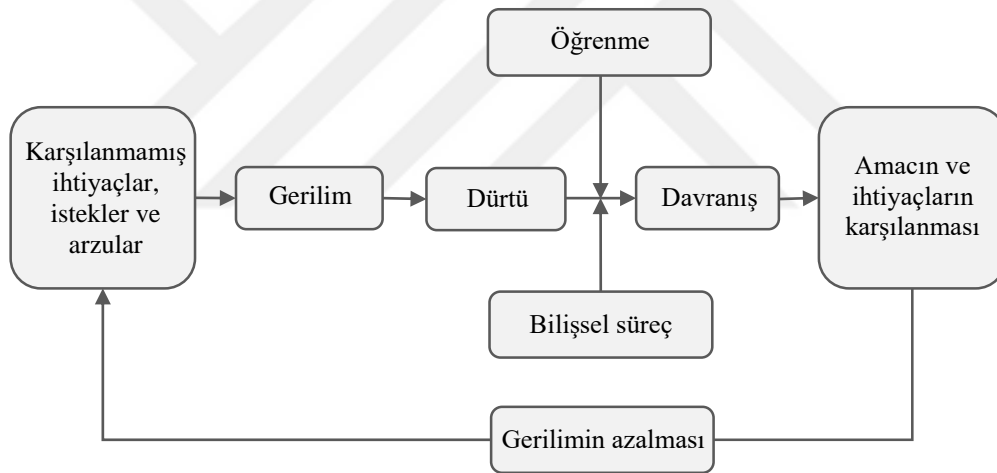 Öğrenme
Karşılanmamış
ihtiyaçlar,
istekler ve
arzular
Gerilim
Dürtü
Davranış
Amacın ve
ihtiyaçların
karşılanması
Bilişsel süreç
Gerilimin azalması